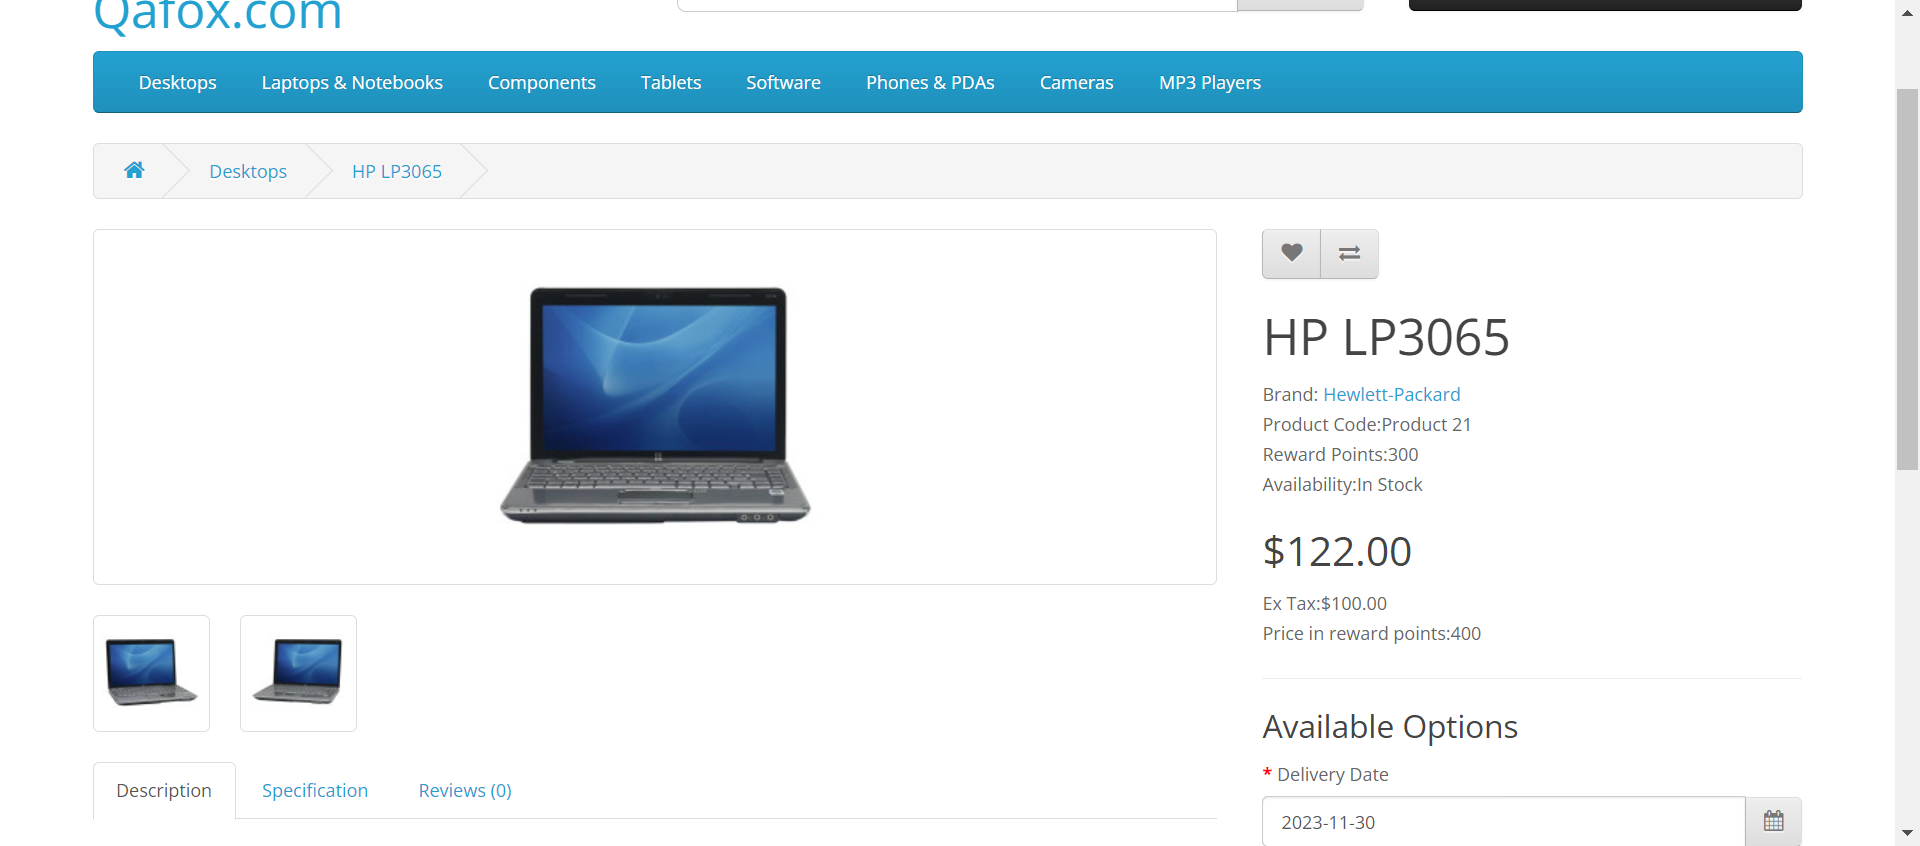 Qafox.com
Desktops Laptops & Notebooks Components Tablets Software Phones & PDAs Cameras MP3 Players
Desktops HP LP3065
HP LP3065
Brand: Hewlett-Packard
Product Code:Product 21
Reward Points:300
Availability:In Stock
$122.00
Ex Tax:$100.00
Price in reward points:400
Available Options
* Delivery Date
2023-11-30
Description Specification Reviews (0)